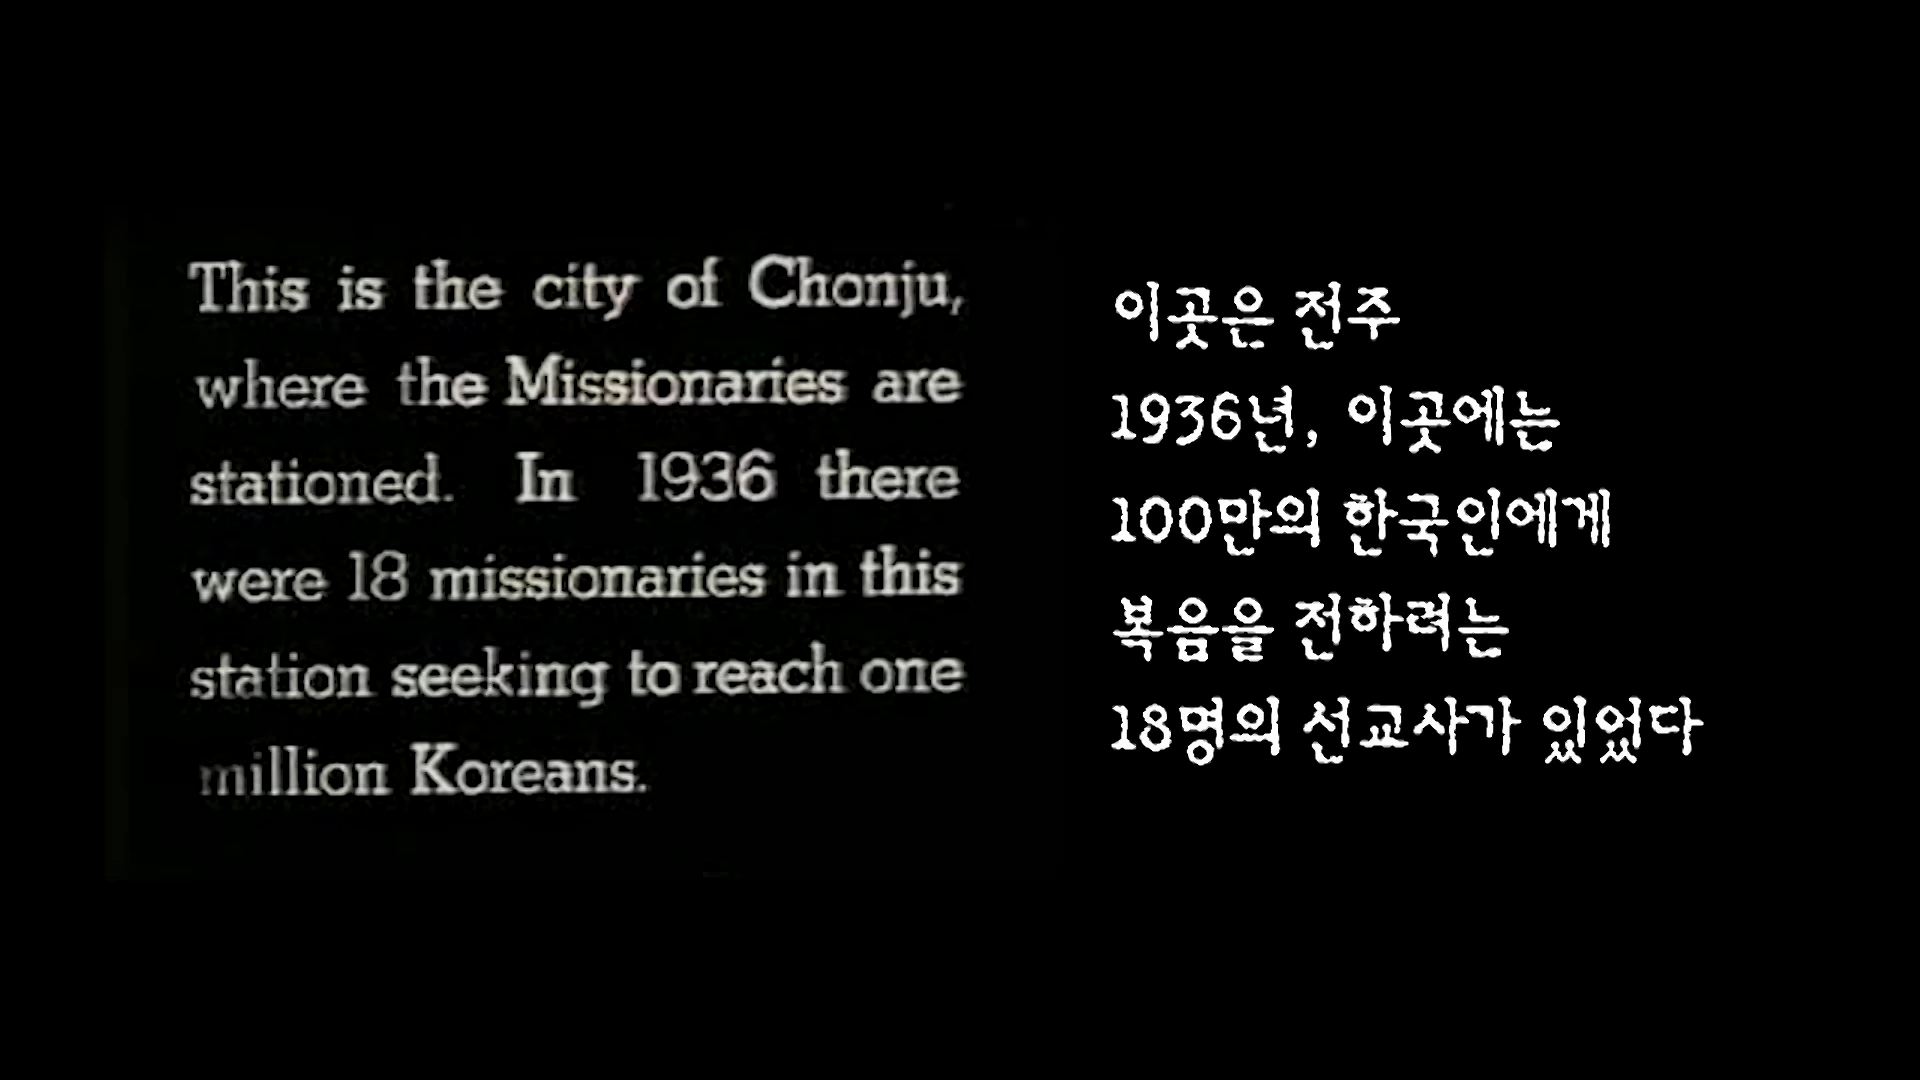 This is the city of Chonju,
where the Missionaries are
stationed. In 1936 there
were 18 missionaries in this
station seeking to reach one
million Koreans.
이곳은 전주
1936년, 이곳에는
100만의 한국인에게
복음을 전하려는
18명의 선교사가 있었다